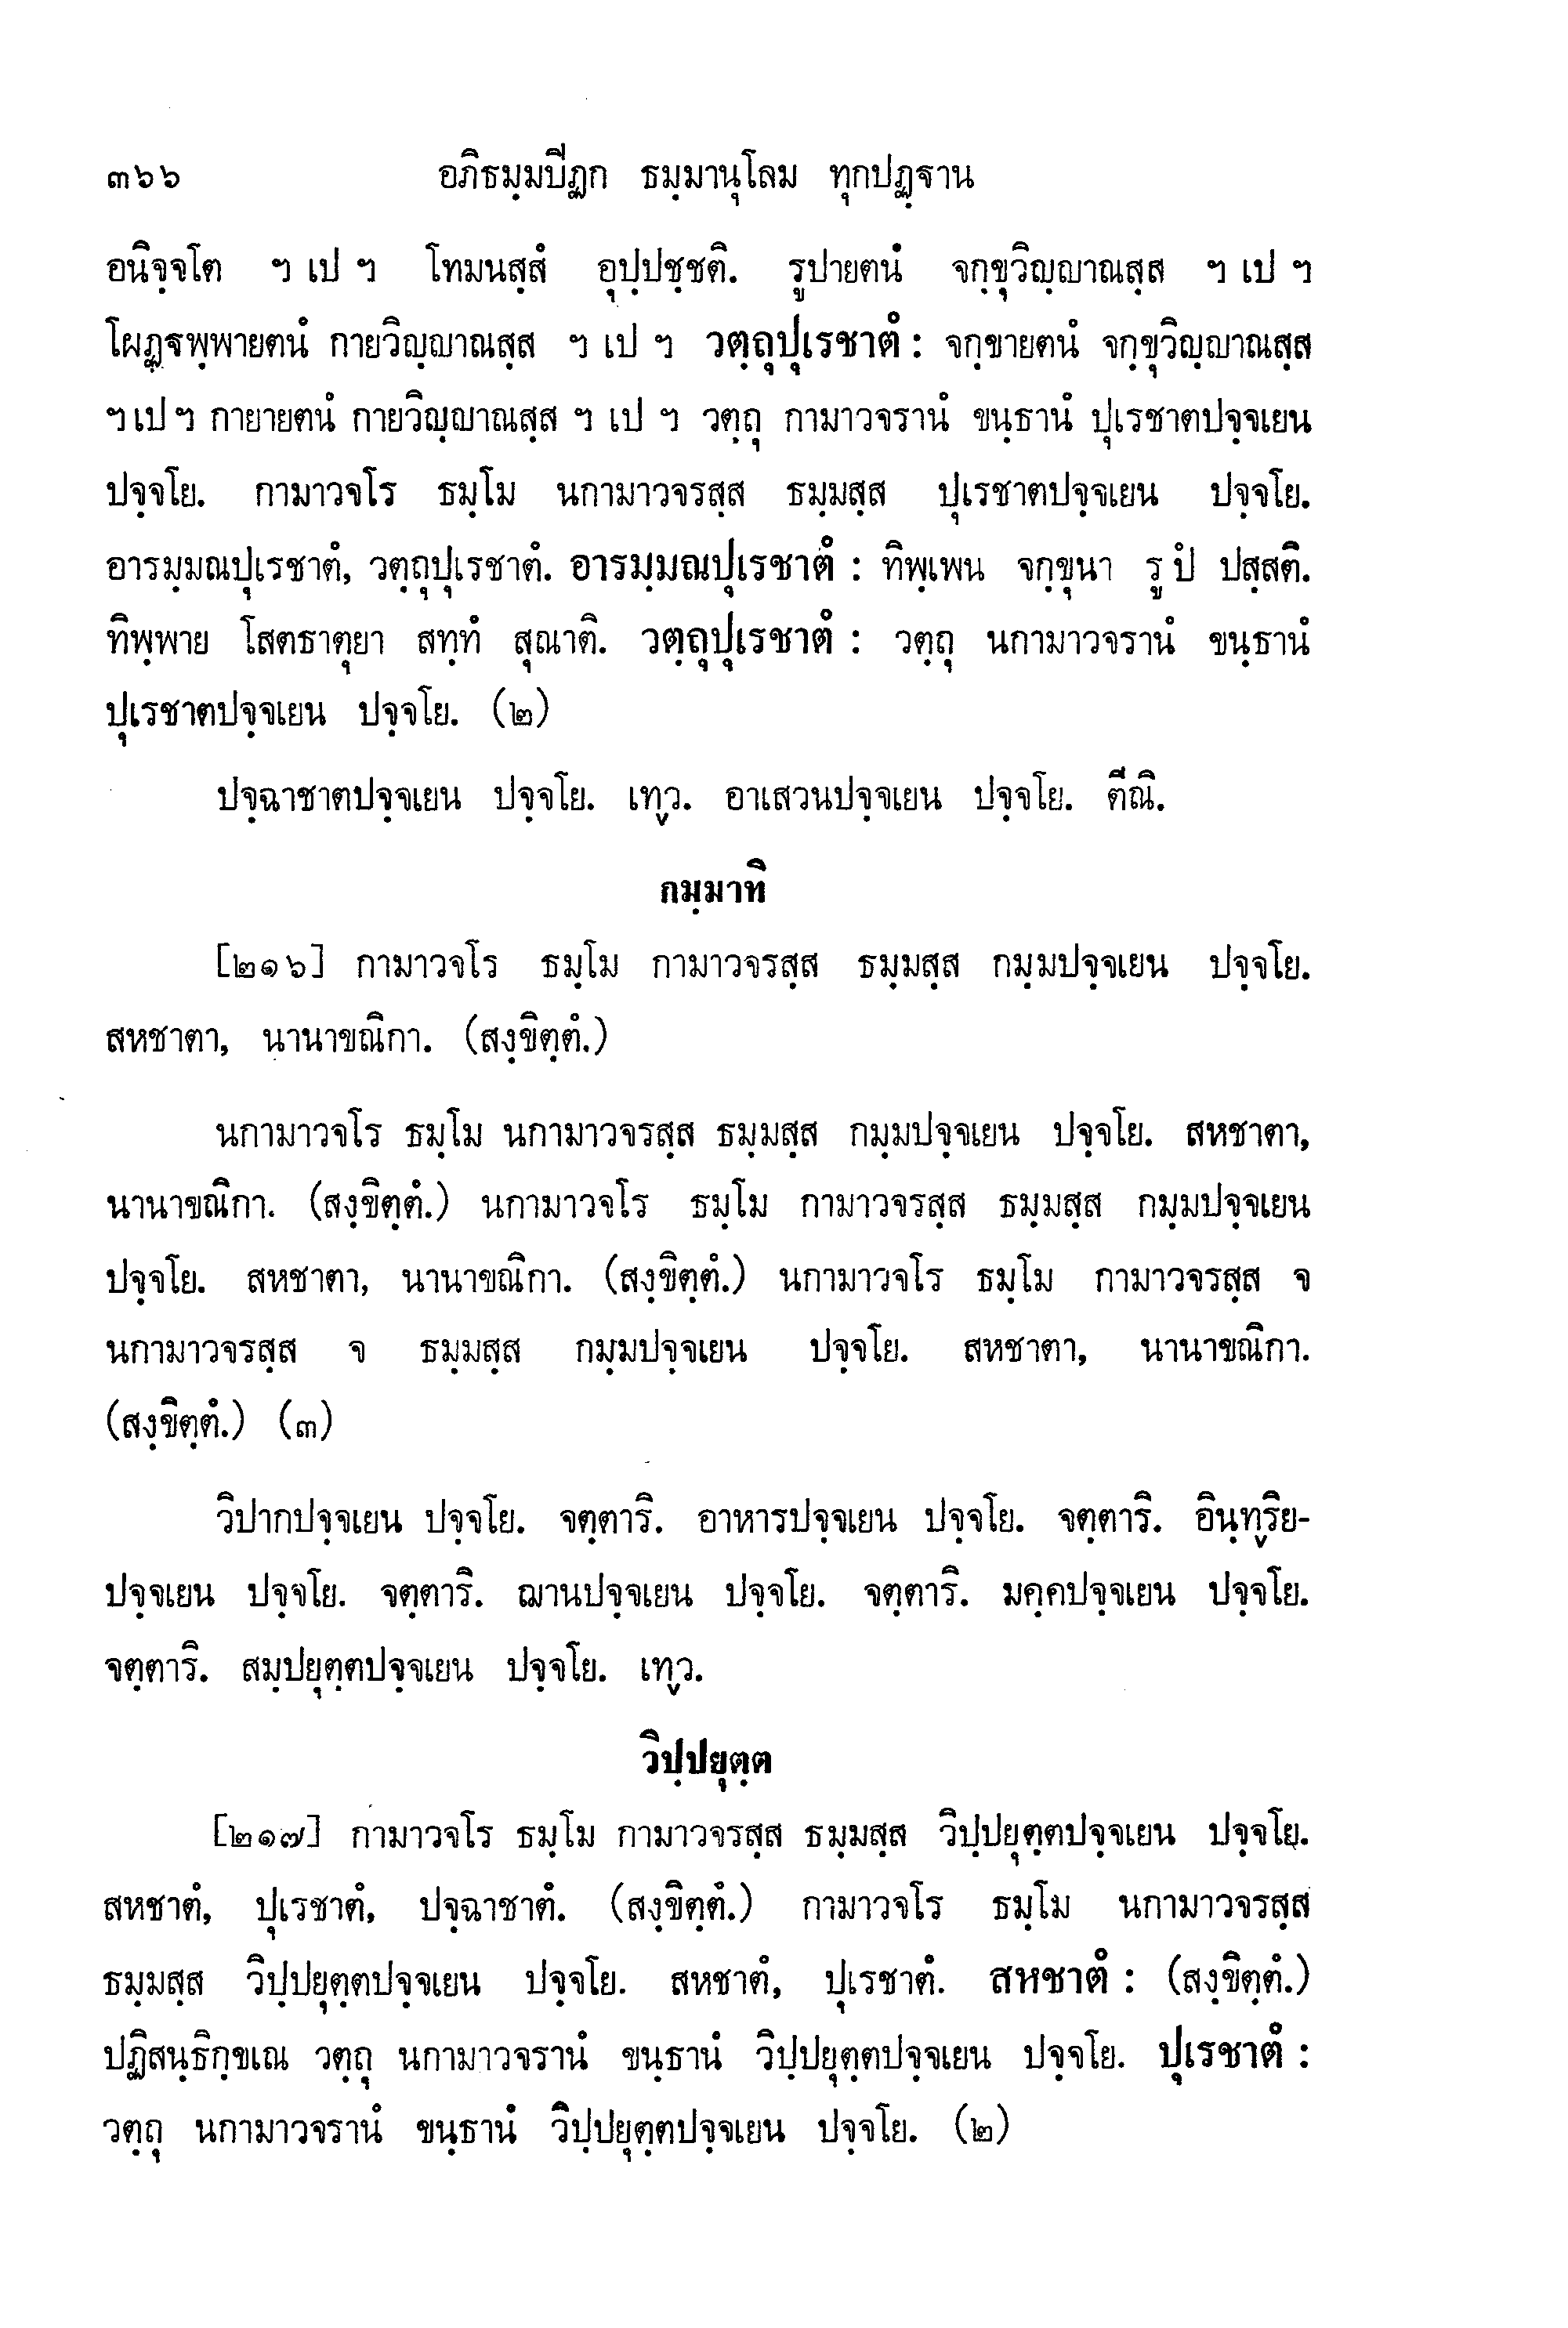 ๓๖๖ อภิธมฺมปีฏก ธมฺมานุโลม ทุกปฏฺฐาน
อนิจฺจโต ฯ เป ฯ โทมนสฺสํ อุปฺปชฺชติ. รูปายตนํ จกฺขุวิญฺญาณสฺส ฯ เป ฯ
โผฏฺฐพฺพายตนํ กายวิญฺญาณสฺส ฯ เป ฯ วตฺถุปุเรชาตํ : จกฺขายตนํ จกฺขุวิญฺญาณสฺส
ฯ เป ฯ กายายตนํ กายวิญฺญาณสฺส ฯ เป ฯ วตฺถุ กามาวจรานํ ขนฺธานํ ปุเรชาตปจฺจเยน
ปจฺจโย. กามาวจโร ธมฺโม นกามาวจรสฺส ธมฺมสฺส ปุเรชาตปจฺจเยน ปจฺจโย.
อารมฺมณปุเรชาตํ, วตฺถุปุเรชาตํ. อารมฺมณปุเรชาตํ : ทิพฺเพน จกฺขุนา รูปํ ปสฺสติ.
ทิพฺพาย โสตธาตุยา สทฺทํ สุณาติ. วตฺถุปุเรชาตํ : วตฺถุ นกามาวจรานํ ขนฺธานํ
ปุเรชาตปจฺจเยน ปจฺจโย. (๒)
ปจฺฉาชาตปจฺจเยน ปจฺจโย. เทฺว. อาเสวนปจฺจเยน ปจฺจโย. ตีณิ.
กมฺมาทิ
[๒๑๖] กามาวจโร ธมฺโม กามาวจรสฺส ธมฺมสฺส กมฺมปจฺจเยน ปจฺจโย.
สหชาตา, นานาขณิกา. (สงฺขิตฺตํ.)
นกามาวจโร ธมฺโม นกามาวจรสฺส ธมฺมสฺส กมฺมปจฺจเยน ปจฺจโย. สหชาตา,
นานาขณิกา. (สงฺขิตฺตํ.) นกามาวจโร ธมฺโม กามาวจรสฺส ธมฺมสฺส กมฺมปจฺจเยน
ปจฺจโย. สหชาตา, นานาขณิกา. (สงฺขิตฺตํ.) นกามาวจโร ธมฺโม กามาวจรสฺส จ
นกามาวจรสฺส จ ธมฺมสฺส กมฺมปจฺจเยน ปจฺจโย. สหชาตา, นานาขณิกา.
(สงฺขิตฺตํ.) (๓)
วิปากปจฺจเยน ปจฺจโย. จตฺตาริ. อาหารปจฺจเยน ปจฺจโย. จตฺตาริ. อินฺทฺริย-
ปจฺจเยน ปจฺจโย. จตฺตาริ. ฌานปจฺจเยน ปจฺจโย. จตฺตาริ. มคฺคปจฺจเยน ปจฺจโย.
จตฺตาริ. สมฺปยุตฺตปจฺจเยน ปจฺจโย. เทฺว.
วิปฺปยุตฺต
[๒๑๗] กามาวจโร ธมฺโม กามาวจรสฺส ธมฺมสฺส วิปฺปยุตฺตปจฺจเยน ปจฺจโย.
สหชาตํ, ปุเรชาตํ, ปจฺฉาชาตํ. (สงฺขิตฺตํ.) กามาวจโร ธมฺโม นกามาวจรสฺส
ธมฺมสฺส วิปฺปยุตฺตปจฺจเยน ปจฺจโย. สหชาตํ, ปุเรชาตํ. สหชาตํ : (สงฺขิตฺตํ.)
ปฏิสนฺธิกฺขเณ วตฺถุ นกามาวจรานํ ขนฺธานํ วิปฺปยุตฺตปจฺจเยน ปจฺจโย. ปุเรชาตํ :
วตฺถุ นกามาวจรานํ ขนฺธานํ วิปฺปยุตฺตปจฺจเยน ปจฺจโย. (๒)